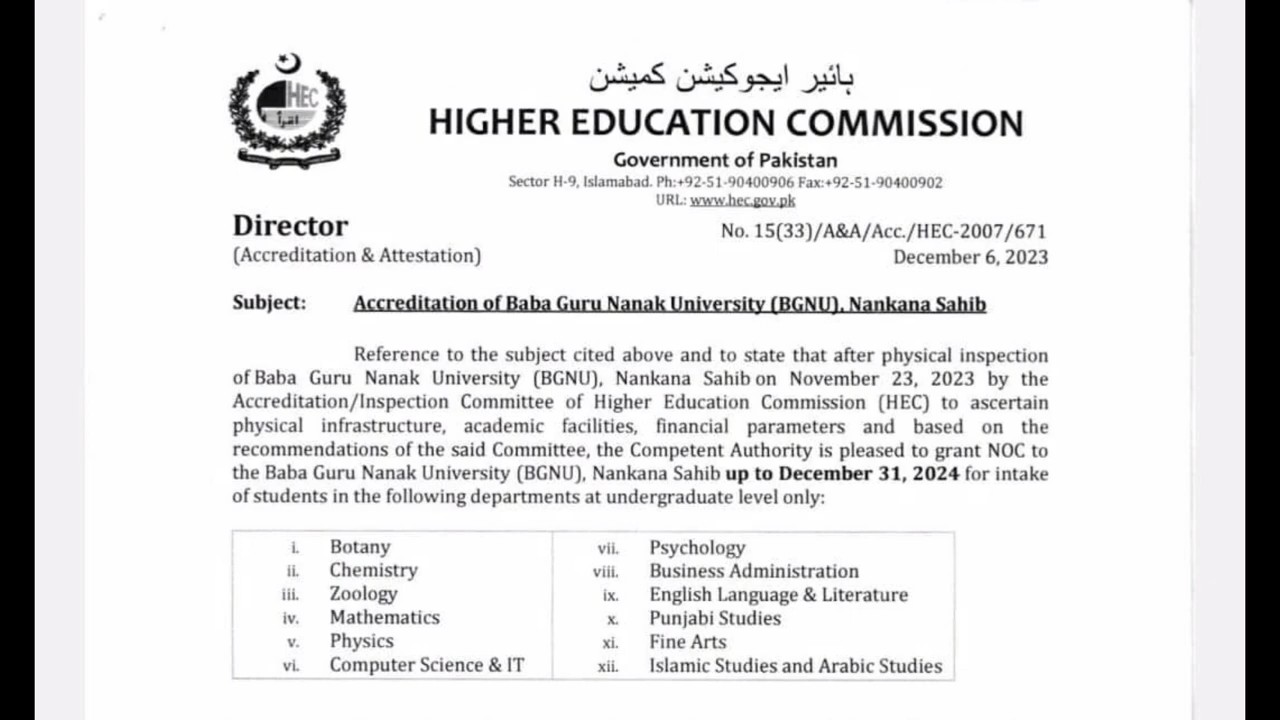 ہائیر ایجوکیشن کمیشن
HIGHER EDUCATION COMMISSION
Government of Pakistan
Sector H-9, Islamabad. Ph:+92-51-90400906 Fax:+92-51-90400902
URL: www.hec.gov.pk
HEC
اقرأ
Director
No. 15(33)/A&A/Acc./HEC-2007/671
(Accreditation & Attestation)
December 6, 2023
Subject: Accreditation of Baba Guru Nanak University (BGNU), Nankana Sahib
Reference to the subject cited above and to state that after physical inspection
of Baba Guru Nanak University (BGNU), Nankana Sahib on November 23, 2023 by the
Accreditation/Inspection Committee of Higher Education Commission (HEC) to ascertain
physical infrastructure, academic facilities, financial parameters and based on the
recommendations of the said Committee, the Competent Authority is pleased to grant NOC to
the Baba Guru Nanak University (BGNU), Nankana Sahib up to December 31, 2024 for intake
of students in the following departments at undergraduate level only:
i. Botany
ii. Chemistry
iii. Zoology
iv. Mathematics
v. Physics
vi. Computer Science & IT
vii. Psychology
viii. Business Administration
ix. English Language & Literature
x. Punjabi Studies
xi. Fine Arts
xii. Islamic Studies and Arabic Studies